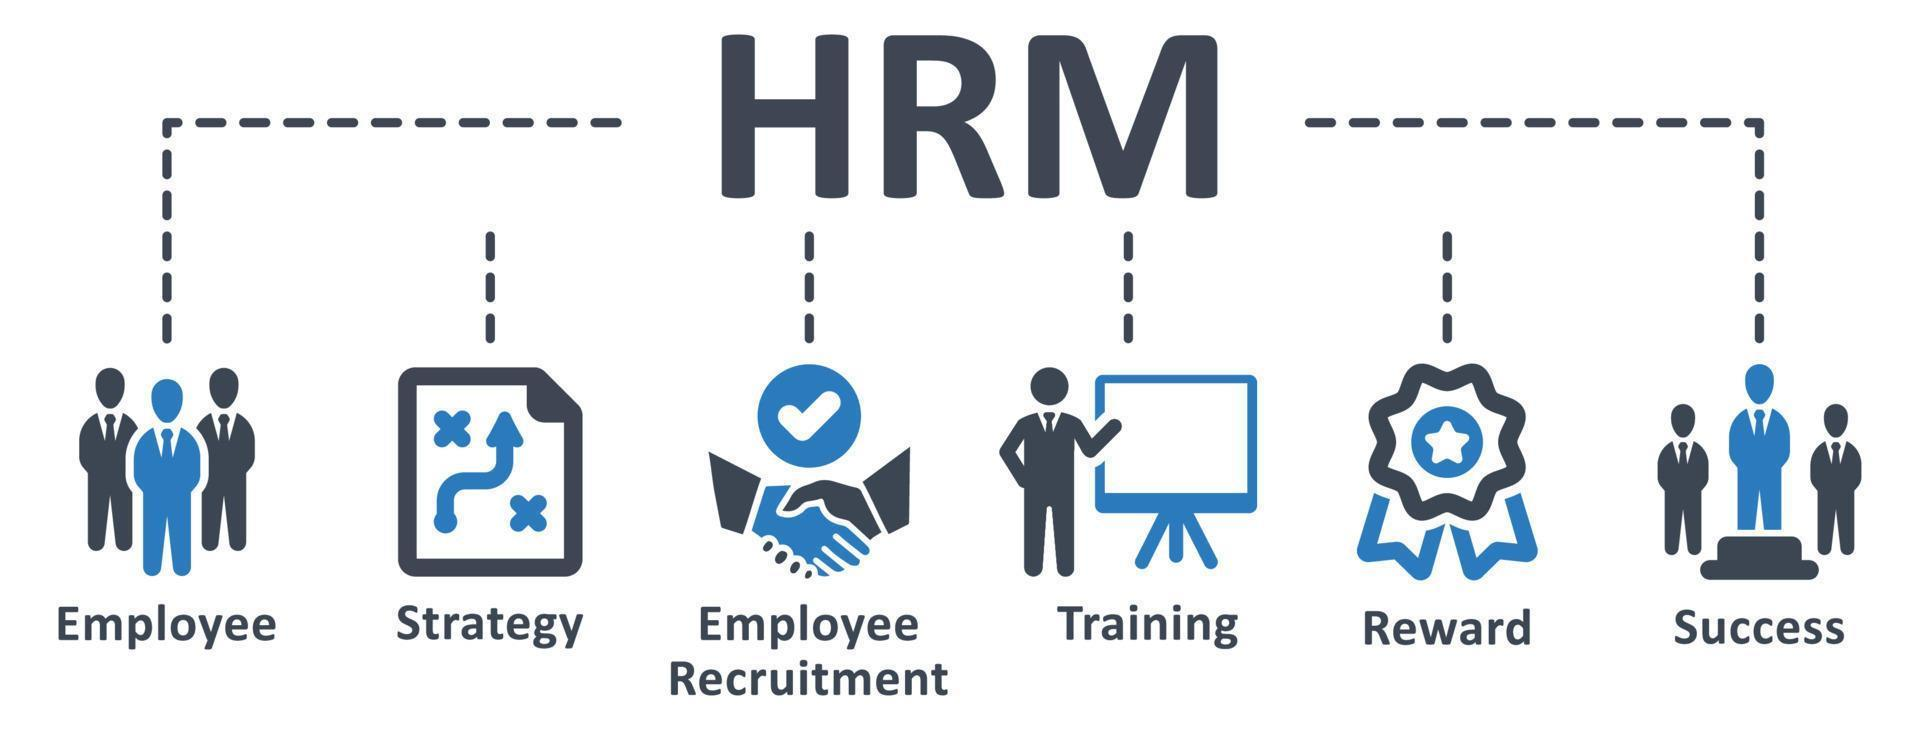 HRM
Employee
Strategy
Employee
Recruitment
Training
Reward
Success